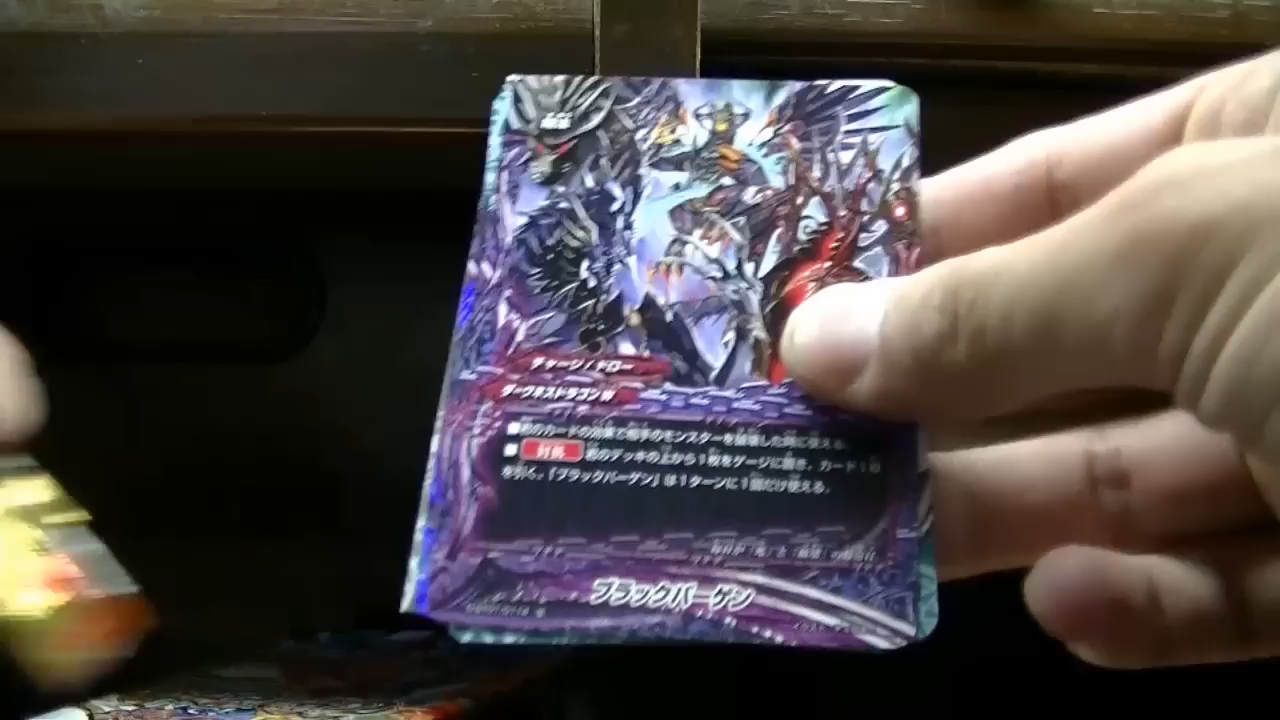 魔法
チャージ / ドロー
ダークネスドラゴンW
■君のカードの効果で相手のモンスターを破壊した時に使える。
■ 対抗 君のデッキの上から1枚をゲージに置き、カード1枚
を引く。「ブラックバーゲン」は1ターンに1回だけ使える。
ブラックバーゲン